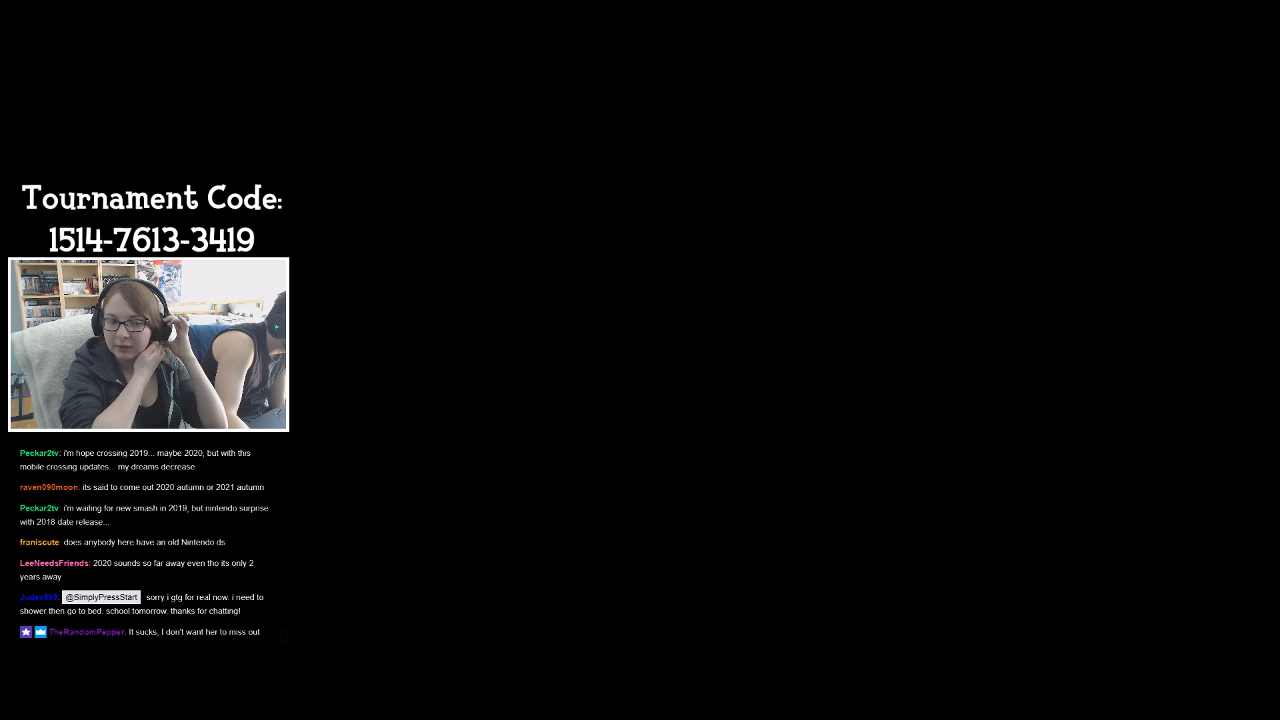 Tournament Code:
1514-7613-3419
Peckar2tv: i'm hope crossing 2019... maybe 2020, but with this
mobile crossing updates... my dreams decrease
raven090moon: its said to come out 2020 autumn or 2021 autumn
Peckar2tv: i'm waiting for new smash in 2019, but nintendo surprise
with 2018 date release...
franiscute: does anybody here have an old Nintendo ds
LeeNeedsFriends: 2020 sounds so far away even tho its only 2
years away
@SimplyPressStart sorry i gtg for real now. i need to
shower then go to bed. school tomorrow. thanks for chatting!
TheRandomPepper: It sucks, I don't want her to miss out